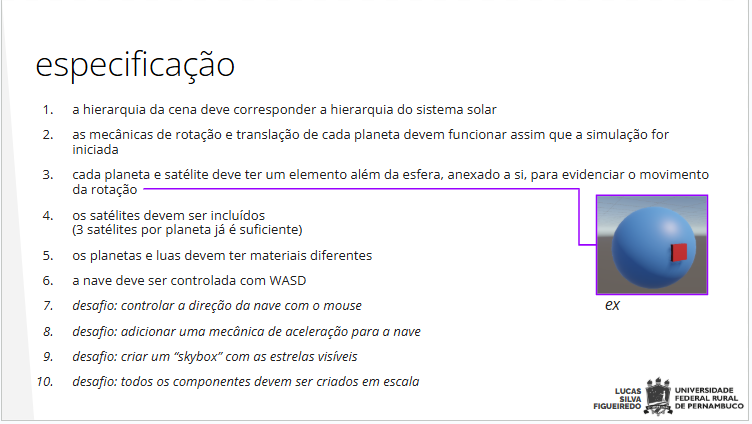 especificação
1. a hierarquia da cena deve corresponder a hierarquia do sistema solar
2. as mecânicas de rotação e translação de cada planeta devem funcionar assim que a simulação for
iniciada
3. cada planeta e satélite deve ter um elemento além da esfera, anexado a si, para evidenciar o movimento
da rotação
4. os satélites devem ser incluídos
(3 satélites por planeta já é suficiente)
5. os planetas e luas devem ter materiais diferentes
6. a nave deve ser controlada com WASD
7. desafio: controlar a direção da nave com o mouse
8. desafio: adicionar uma mecânica de aceleração para a nave
9. desafio: criar um “skybox” com as estrelas visíveis
10. desafio: todos os componentes devem ser criados em escala
ex
LUCAS
SILVA
FIGUEIREDO
UNIVERSIDADE
FEDERAL RURAL
DE PERNAMBUCO